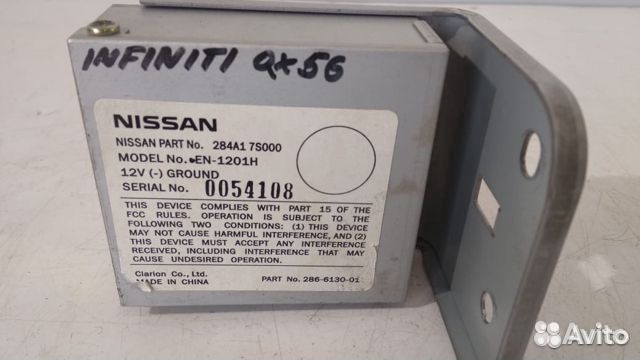 INFINITI QX56
NISSAN
NISSAN PART No. 284A1 7S000
MODEL No. EN-1201H
12V (-) GROUND
SERIAL No. 0054108
THIS DEVICE COMPLIES WITH PART 15 OF THE
FCC RULES. OPERATION IS SUBJECT TO THE
FOLLOWING TWO CONDITIONS: (1) THIS DEVICE
MAY NOT CAUSE HARMFUL INTERFERENCE, AND (2)
THIS DEVICE MUST ACCEPT ANY INTERFERENCE
RECEIVED, INCLUDING INTERFERENCE THAT MAY
CAUSE UNDESIRED OPERATION.
Clarion Co., Ltd.
MADE IN CHINA
PART No. 286-6130-01
Avito